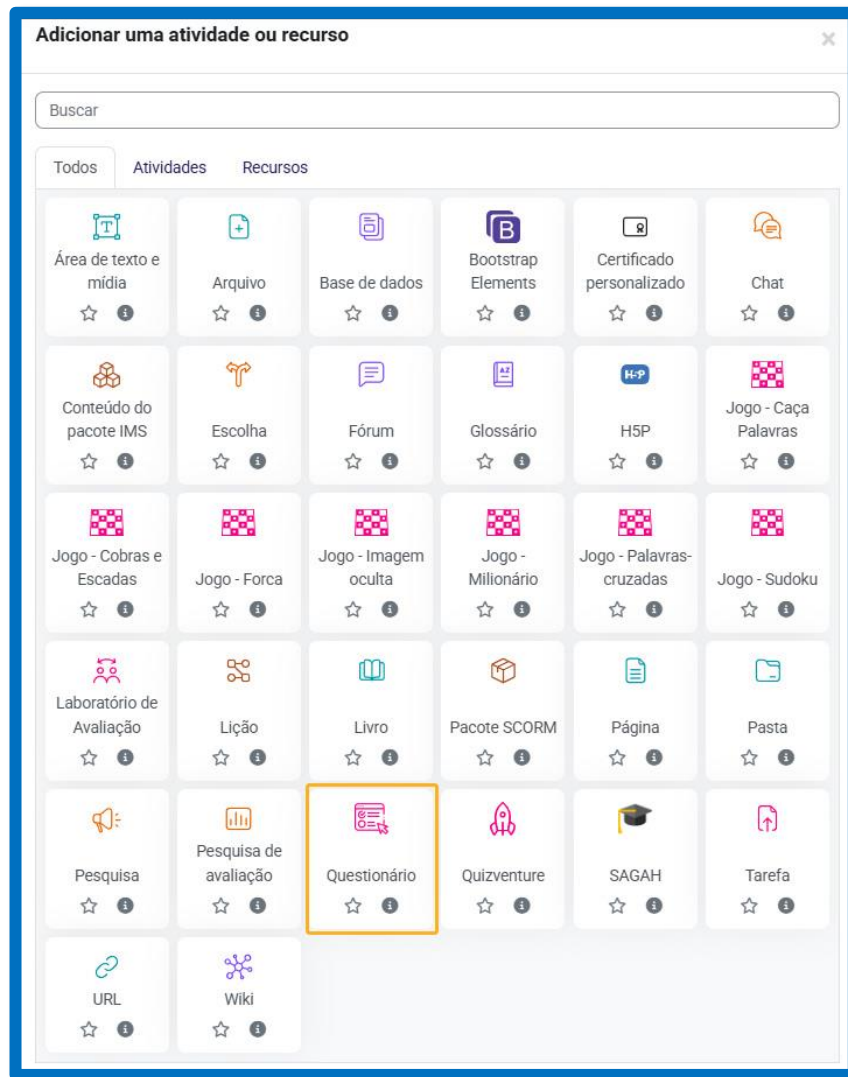 Adicionar uma atividade ou recurso
×
Buscar
Todos Atividades Recursos
Área de texto e mídia
Arquivo
Base de dados
B
Bootstrap Elements
Certificado personalizado
Chat
Conteúdo do pacote IMS
Escolha
Fórum
Glossário
H5P
H5P
Jogo - Caça Palavras
Jogo - Cobras e Escadas
Jogo - Forca
Jogo - Imagem oculta
Jogo - Milionário
Jogo - Palavras-cruzadas
Jogo - Sudoku
Laboratório de Avaliação
Lição
Livro
Pacote SCORM
Página
Pasta
Pesquisa
Pesquisa de avaliação
Questionário
Quizventure
SAGAH
Tarefa
URL
Wiki